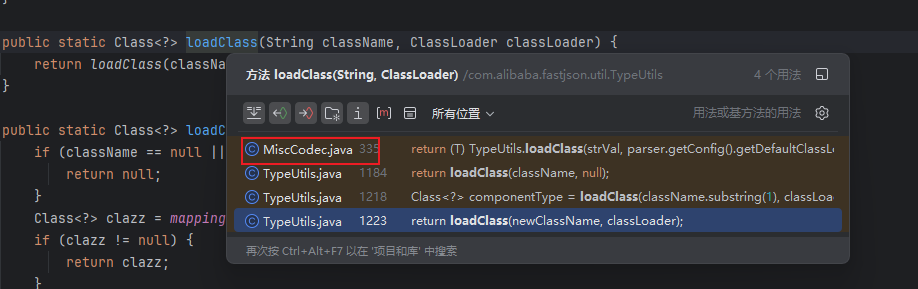 }
public static Class<?> loadClass(String className, ClassLoader classLoader) {
return loadClass(classNa
}
public static Class<?> loadC
if (className == null ||
return null;
}
Class<?> clazz = mapping
if (clazz != null) {
return clazz;
}
方法 loadClass(String, ClassLoader) /com.alibaba.fastjson.util.TypeUtils 4 个用法
所有位置 用法或基方法的用法
MiscCodec.java 335 return (T) TypeUtils.loadClass(strVal, parser.getConfig().getDefaultClassLo
TypeUtils.java 1184 return loadClass(className, null);
TypeUtils.java 1218 Class<?> componentType = loadClass(className.substring(1), classLoa
TypeUtils.java 1223 return loadClass(newClassName, classLoader);
再次按 Ctrl+Alt+F7 以在 '项目和库' 中搜索